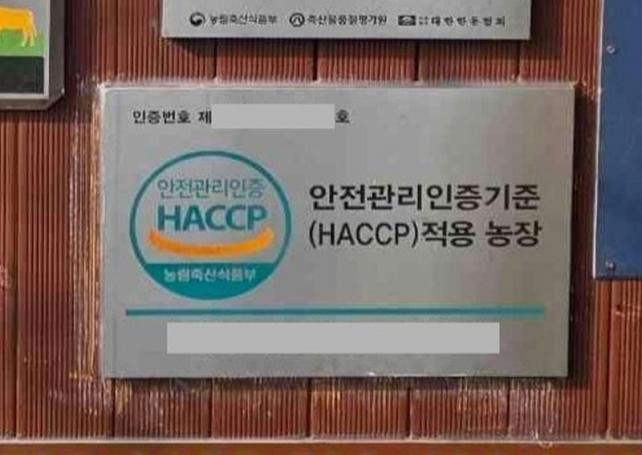 농림축산식품부 축산물품질평가원 대한한돈협회
인증번호 제 호
안전관리인증
HACCP
농림축산식품부
안전관리인증기준
(HACCP)적용 농장